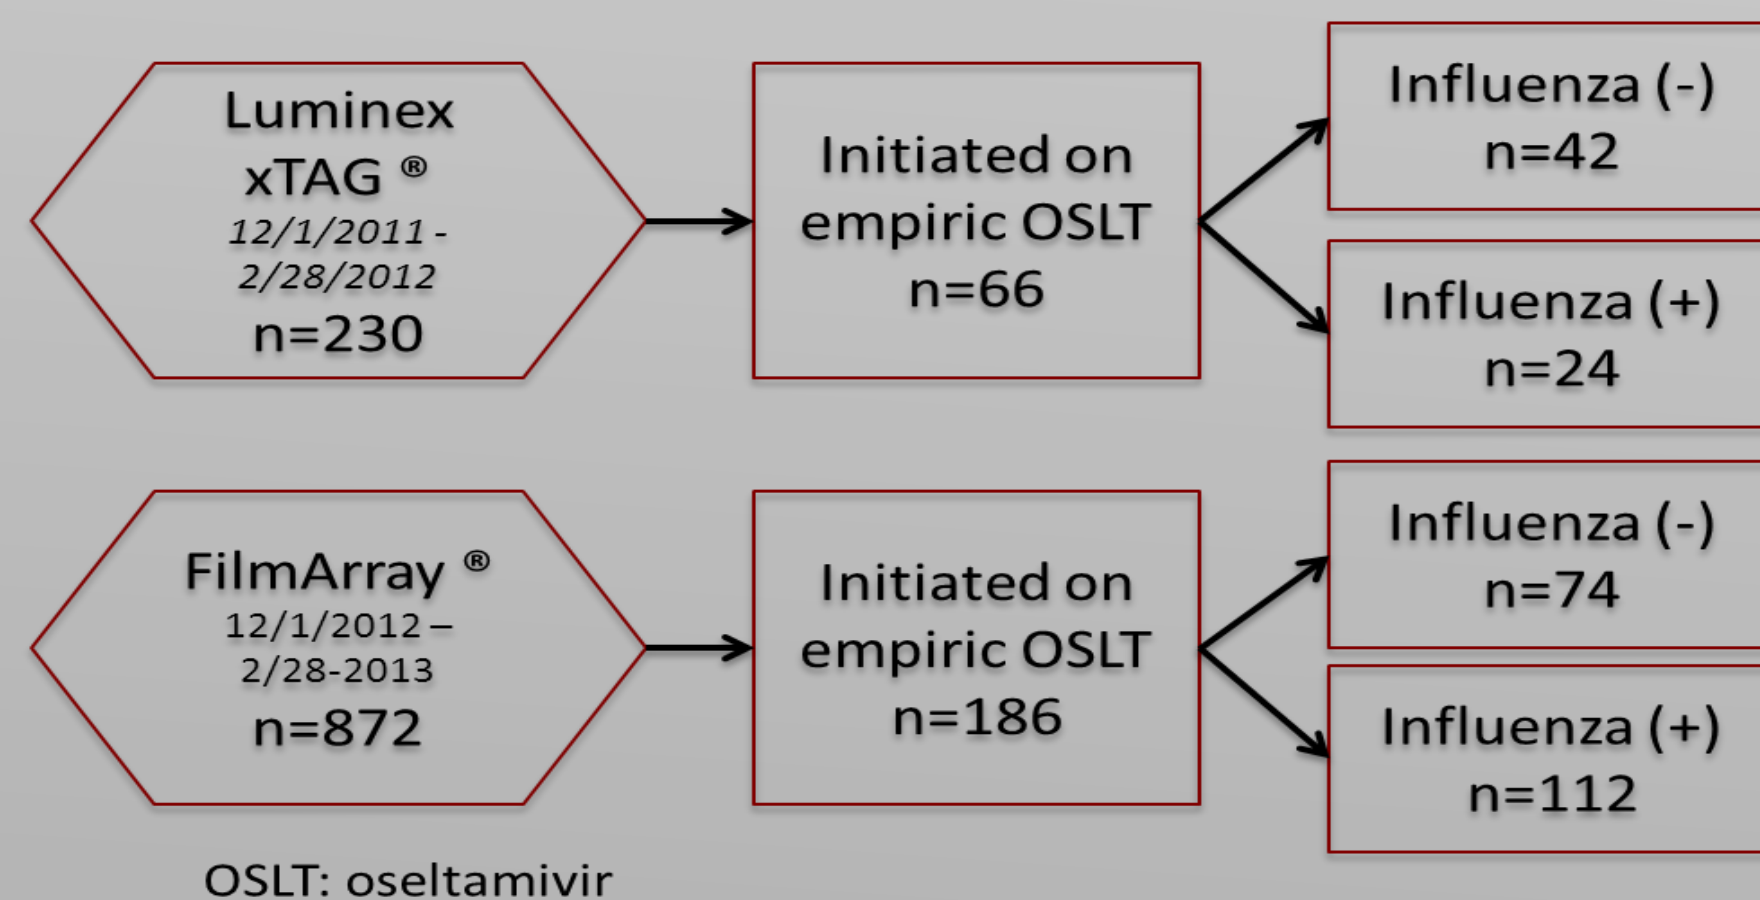 Luminex
xTAG ®
12/1/2011 -
2/28/2012
n=230
Initiated on
empiric OSLT
n=66
Influenza (-)
n=42
Influenza (+)
n=24
FilmArray ®
12/1/2012 –
2/28-2013
n=872
Initiated on
empiric OSLT
n=186
Influenza (-)
n=74
Influenza (+)
n=112
OSLT: oseltamivir